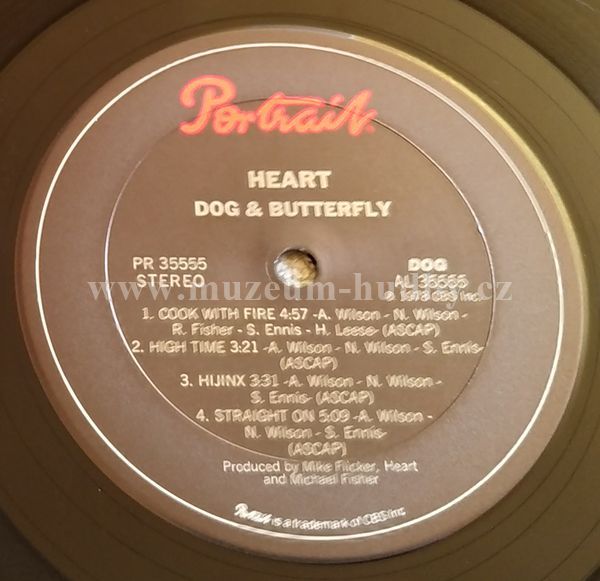 Portrait
HEART
DOG & BUTTERFLY
PR 35555
STEREO
DOG
AL 35555
℗ 1978 CBS Inc.
www.muzeum-hudby.cz
1. COOK WITH FIRE 4:57 -A. Wilson - N. Wilson -
R. Fisher - S. Ennis - H. Leese- (ASCAP)
2. HIGH TIME 3:21 -A. Wilson - N. Wilson - S. Ennis-
(ASCAP)
3. HIJINX 3:31 -A. Wilson - N. Wilson -
S. Ennis- (ASCAP)
4. STRAIGHT ON 5:09 -A. Wilson -
N. Wilson - S. Ennis-
(ASCAP)
Produced by Mike Flicker, Heart
and Michael Fisher
Portrait is a trademark of CBS Inc